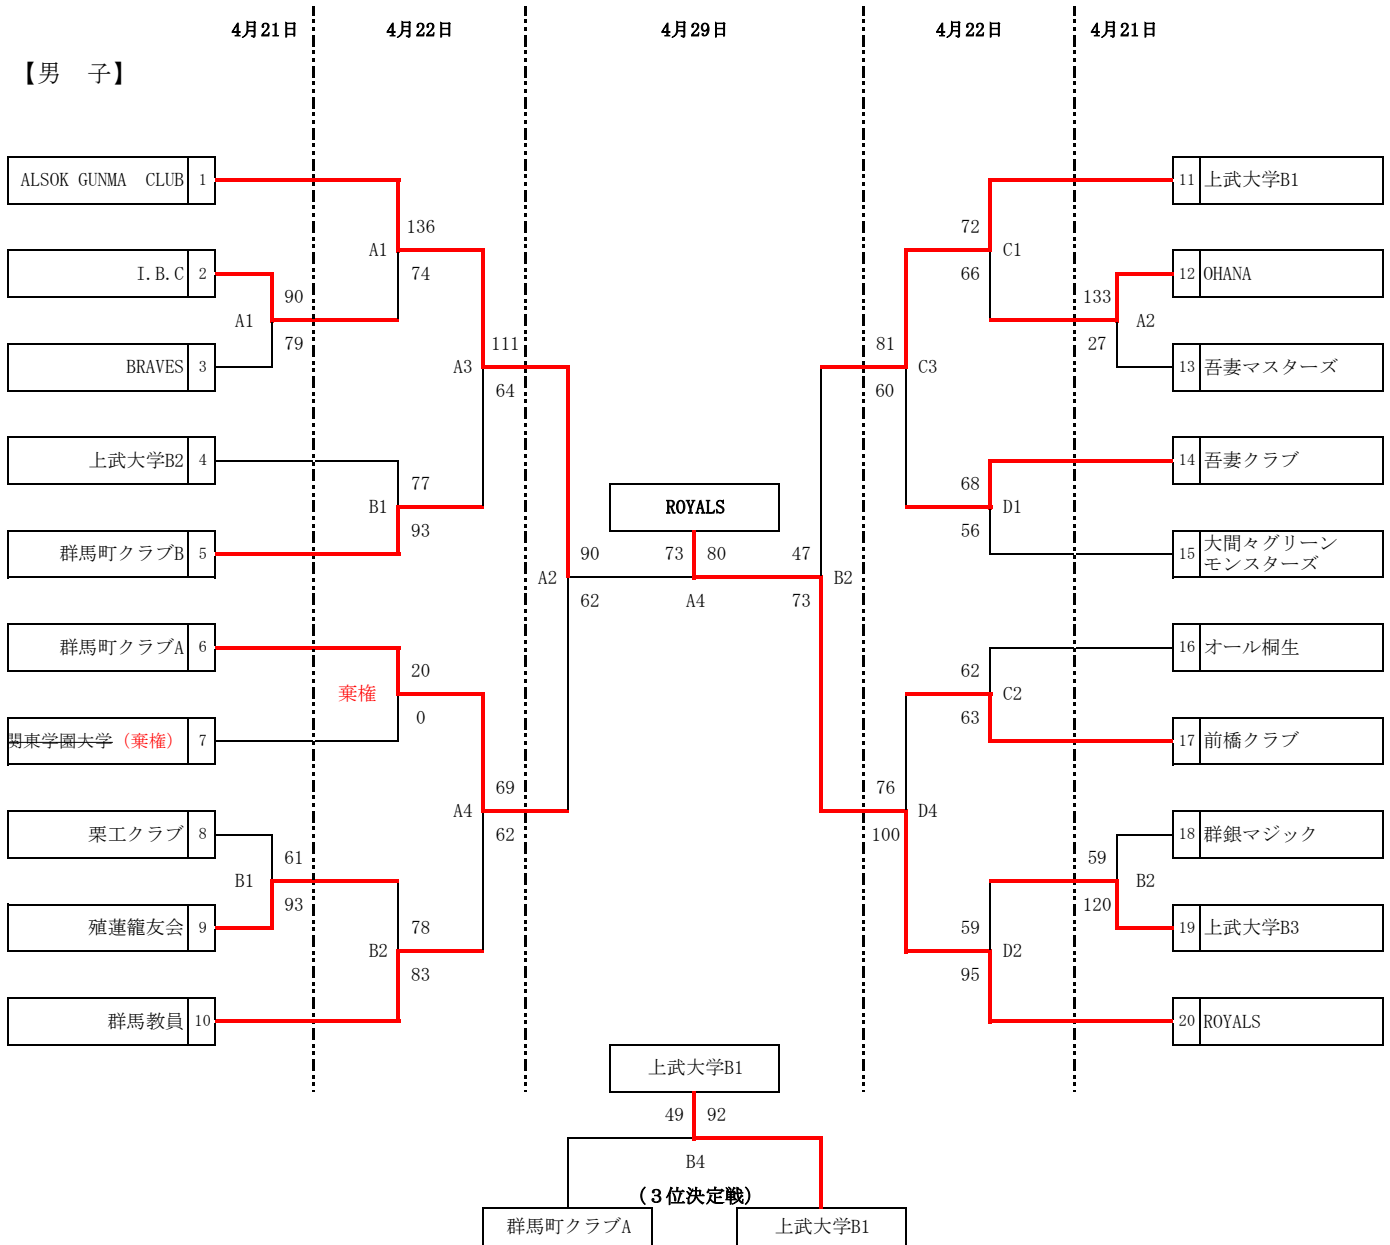 4月21日 4月22日 4月29日 4月22日 4月21日
【男　子】
ALSOK GUNMA　CLUB 1
11 上武大学B1
136
72
A1
C1
I.B.C 2
74
66
12 OHANA
90
133
A1
A2
79
111
81
27
BRAVES 3
A3
C3
13 吾妻マスターズ
64
60
上武大学B2 4
14 吾妻クラブ
77
68
B1
ROYALS
D1
93
56
群馬町クラブB 5
90
73 80
47
15 大間々グリーン
モンスターズ
A2
B2
62
A4
73
群馬町クラブA 6
16 オール桐生
20
62
棄権
C2
0
63
関東学園大学（棄権） 7
17 前橋クラブ
69
76
A4
D4
栗工クラブ 8
62
100
18 群銀マジック
61
59
B1
B2
93
120
殖蓮籠友会 9
78
59
19 上武大学B3
B2
D2
83
95
群馬教員 10
20 ROYALS
上武大学B1
49 92
B4
(３位決定戦)
群馬町クラブA
上武大学B1